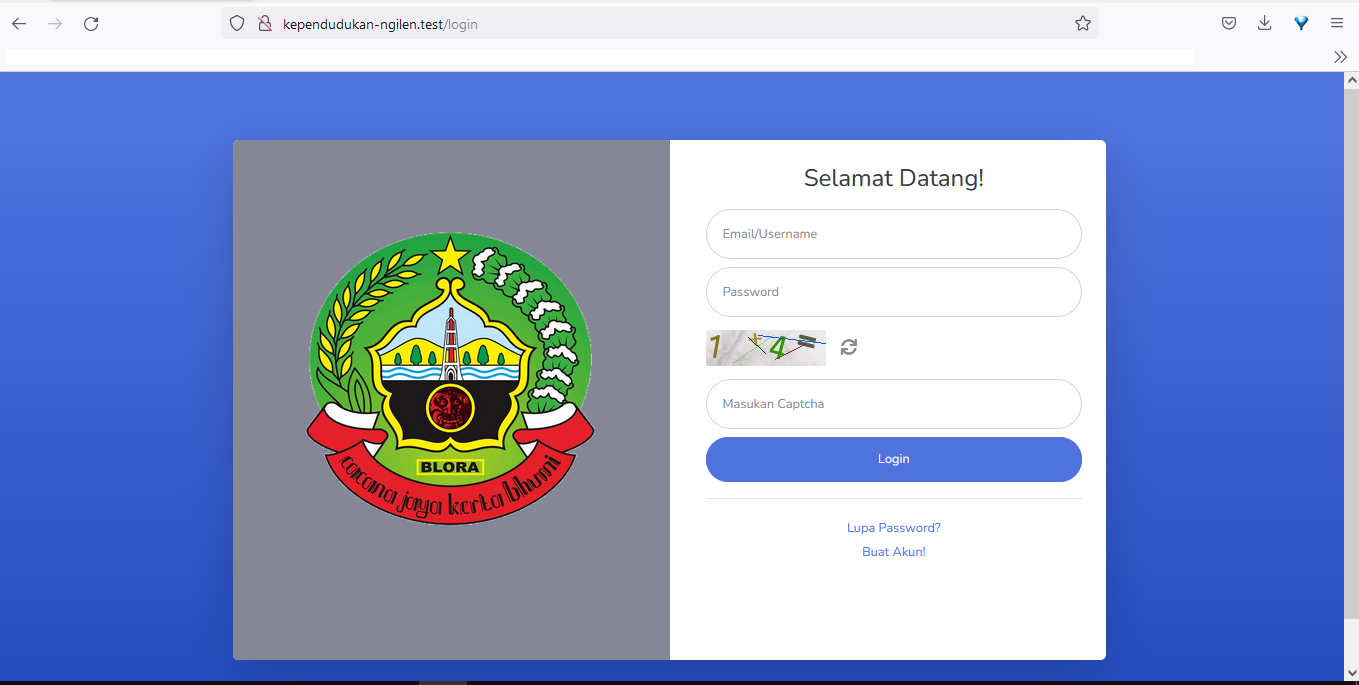 kependudukan-ngilen.test/login
Selamat Datang!
Email/Username
Password
1 + 4 =
Masukan Captcha
Login
Lupa Password?
Buat Akun!
BLORA
cacana jaya kerta bhumi